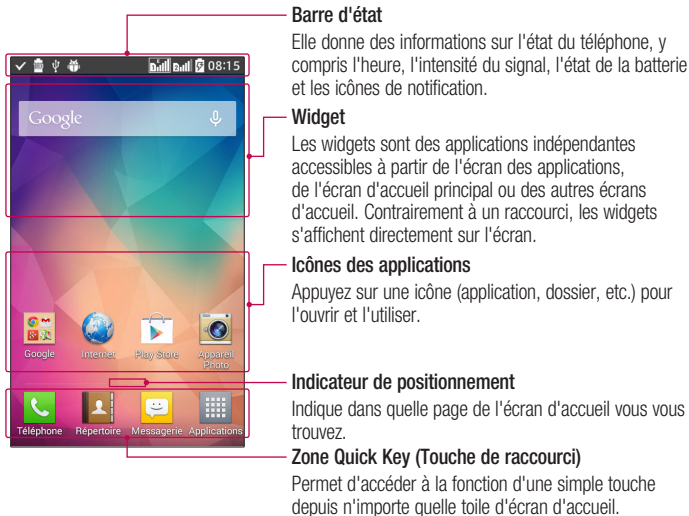 Barre d'état
Elle donne des informations sur l'état du téléphone, y
compris l'heure, l'intensité du signal, l'état de la batterie
et les icônes de notification.
08:15
Google
Widget
Les widgets sont des applications indépendantes
accessibles à partir de l'écran des applications,
de l'écran d'accueil principal ou des autres écrans
d'accueil. Contrairement à un raccourci, les widgets
s'affichent directement sur l'écran.
Icônes des applications
Appuyez sur une icône (application, dossier, etc.) pour
l'ouvrir et l'utiliser.
Google Internet Play Store Appareil
Photo
Indicateur de positionnement
Indique dans quelle page de l'écran d'accueil vous vous
trouvez.
Téléphone Répertoire Messagerie Applications
Zone Quick Key (Touche de raccourci)
Permet d'accéder à la fonction d'une simple touche
depuis n'importe quelle toile d'écran d'accueil.